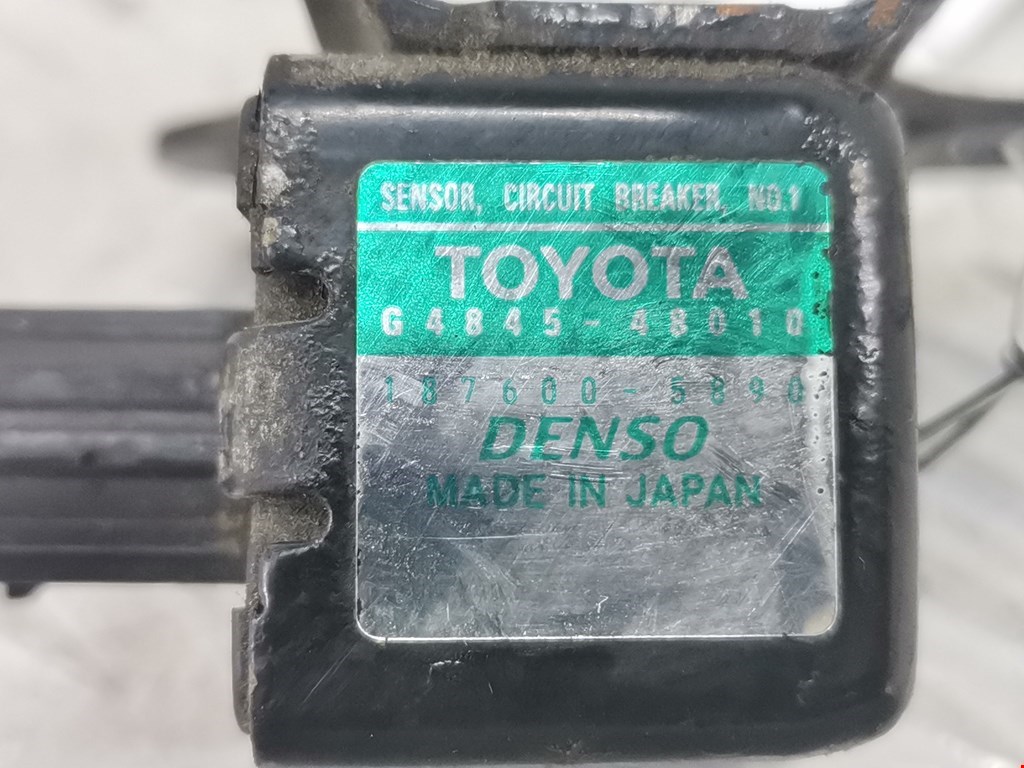 SENSOR, CIRCUIT BREAKER, NO.1
TOYOTA
G4845-48010
187600-5890
DENSO
MADE IN JAPAN